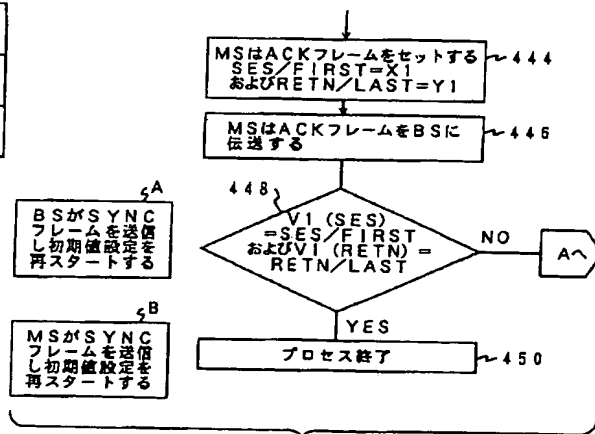 MSはACKフレームをセットする
SES/FIRST=X1
およびRETN/LAST=Y1
444
MSはACKフレームをBSに
伝送する
446
448
V1 (SES)
=SES/FIRST
およびV1 (RETN) =
RETN/LAST
NO
Aへ
A
BSがSYNC
フレームを送信
し初期値設定を
再スタートする
B
MSがSYNC
フレームを送信
し初期値設定を
再スタートする
YES
プロセス終了
450